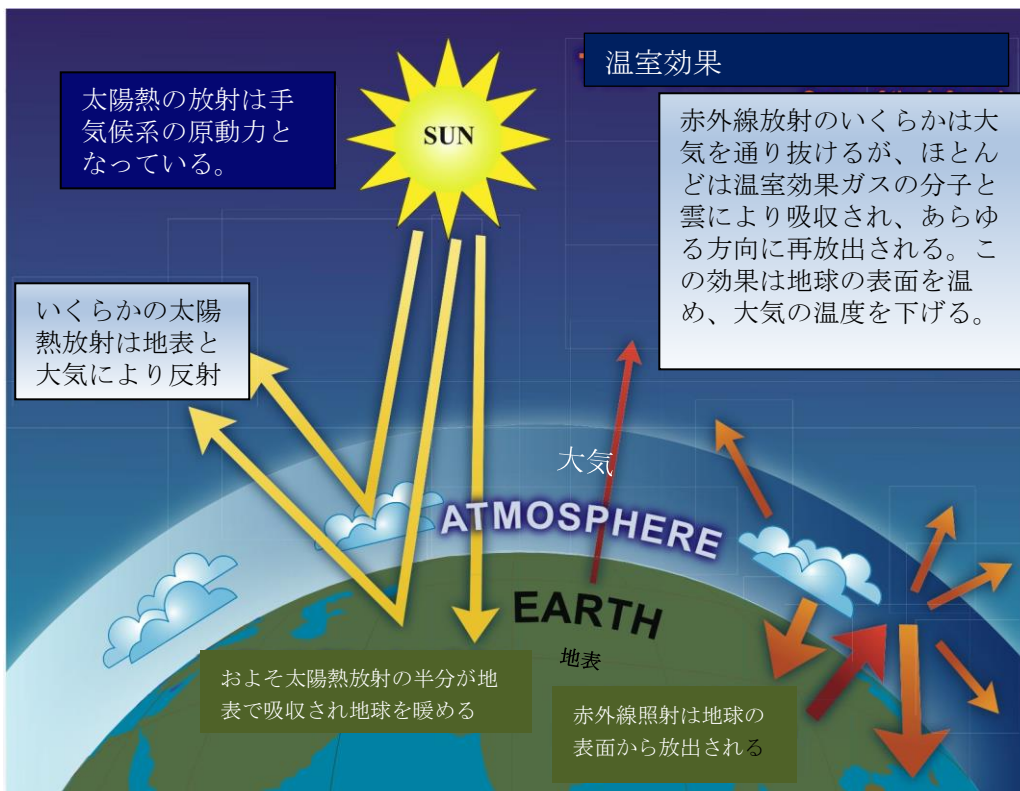 温室効果
太陽熱の放射は手
気候系の原動力と
なっている。
SUN
赤外線放射のいくらかは大
気を通り抜けるが、ほとん
どは温室効果ガスの分子と
雲により吸収され、あらゆ
る方向に再放出される。こ
の効果は地球の表面を温
め、大気の温度を下げる。
いくらかの太陽
熱放射は地表と
大気により反射
大気
ATMOSPHERE
EARTH
地表
およそ太陽熱放射の半分が地
表で吸収され地球を暖める
赤外線照射は地球の
表面から放出される